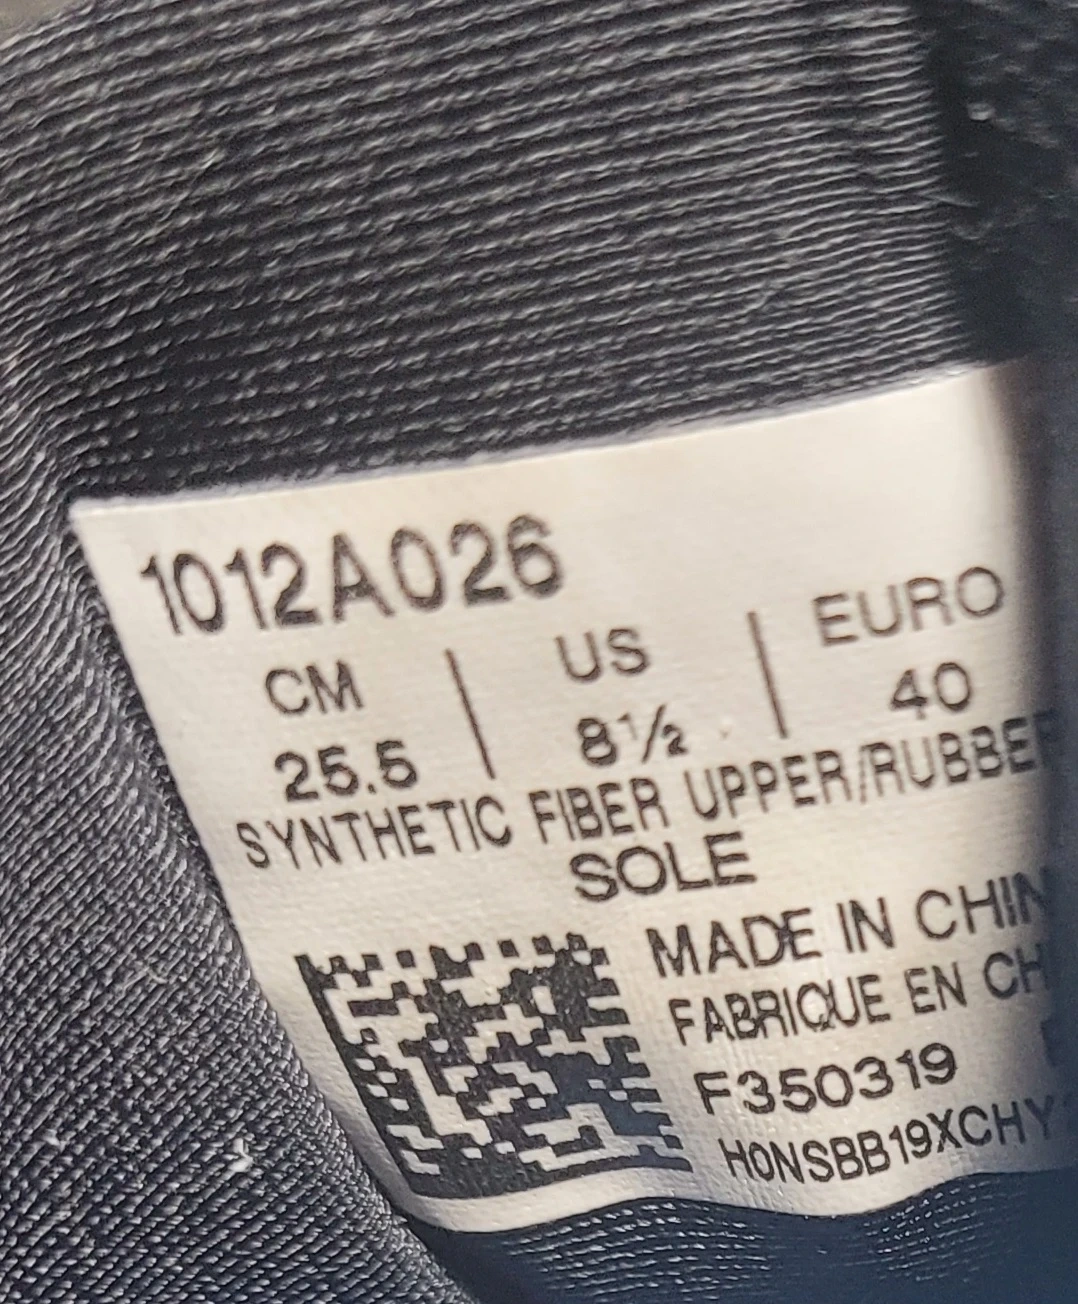 1012A026
CM | US | EURO
25.5 | 8½ | 40
SYNTHETIC FIBER UPPER/RUBBE
SOLE
MADE IN CHIN
FABRIQUE EN CH
F350319
H0NSBB19XCHY